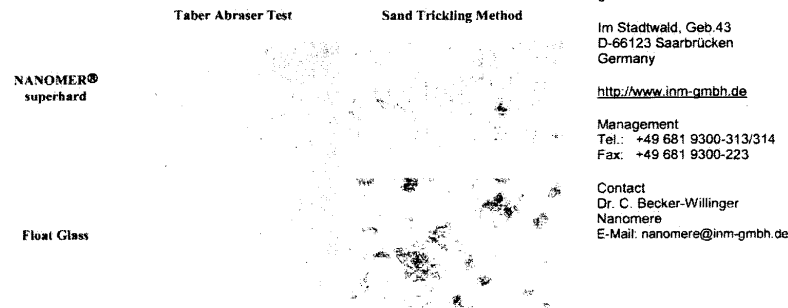 Taber Abraser Test
Sand Trickling Method
NANOMER®
superhard
Float Glass
Im Stadtwald, Geb.43
D-66123 Saarbrücken
Germany
http://www.inm-gmbh.de
Management
Tel.: +49 681 9300-313/314
Fax: +49 681 9300-223
Contact
Dr. C. Becker-Willinger
Nanomere
E-Mail: nanomere@inm-gmbh.de